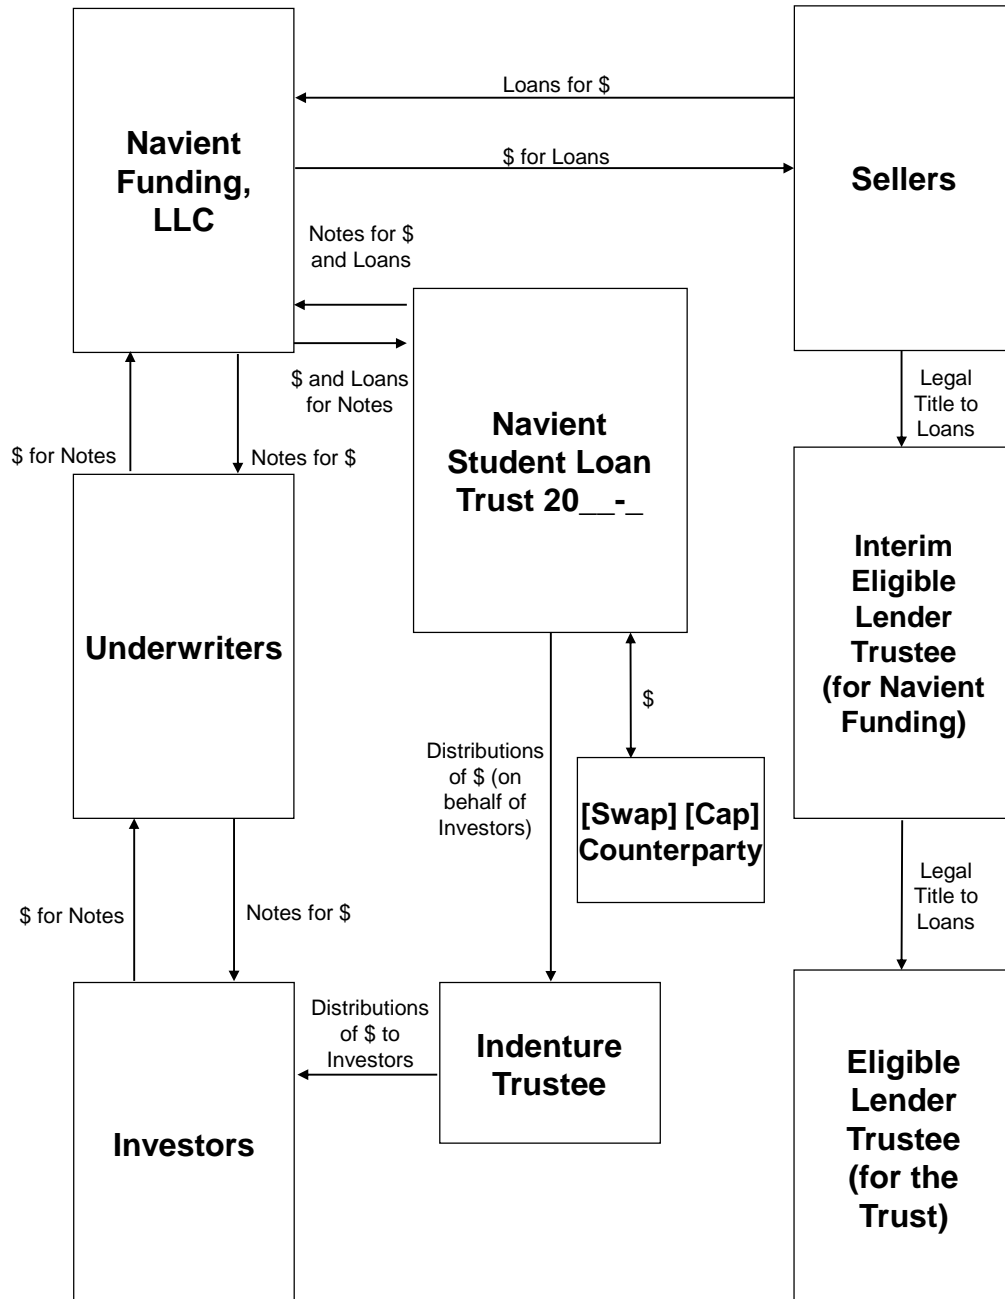 Loans for $
Navient
Funding,
LLC
$ for Loans
Sellers
Notes for $
and Loans
$ and Loans
for Notes
Legal
Title to
Loans
$ for Notes
Notes for $
Navient
Student Loan
Trust 20__-_
Underwriters
Interim
Eligible
Lender
Trustee
(for Navient
Funding)
$
Distributions
of $ (on
behalf of
Investors)
[Swap] [Cap]
Counterparty
$ for Notes
Notes for $
Legal
Title to
Loans
Distributions
of $ to
Investors
Indenture
Trustee
Investors
Eligible
Lender
Trustee
(for the
Trust)